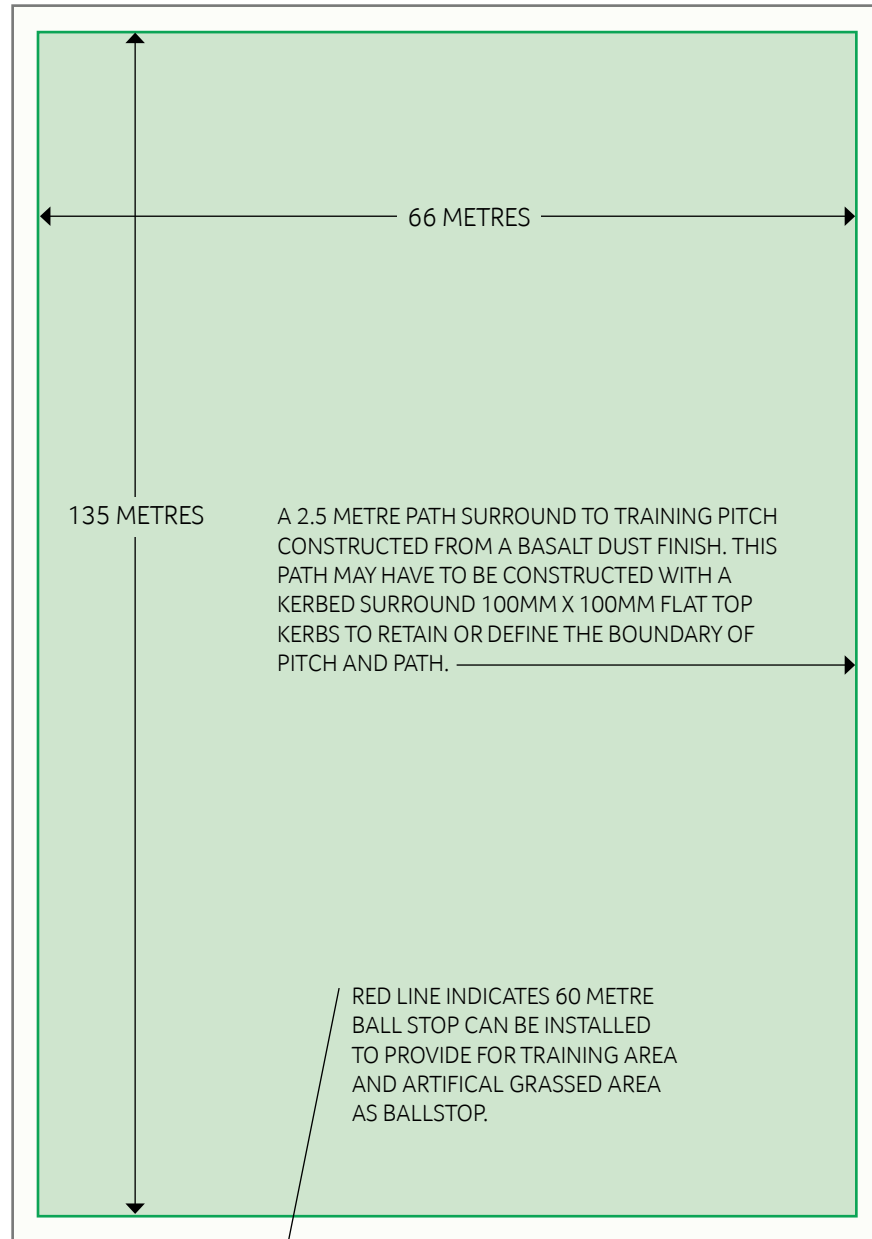 66 METRES
135 METRES
A 2.5 METRE PATH SURROUND TO TRAINING PITCH
CONSTRUCTED FROM A BASALT DUST FINISH. THIS
PATH MAY HAVE TO BE CONSTRUCTED WITH A
KERBED SURROUND 100MM X 100MM FLAT TOP
KERBS TO RETAIN OR DEFINE THE BOUNDARY OF
PITCH AND PATH.
RED LINE INDICATES 60 METRE
BALL STOP CAN BE INSTALLED
TO PROVIDE FOR TRAINING AREA
AND ARTIFICAL GRASSED AREA
AS BALLSTOP.